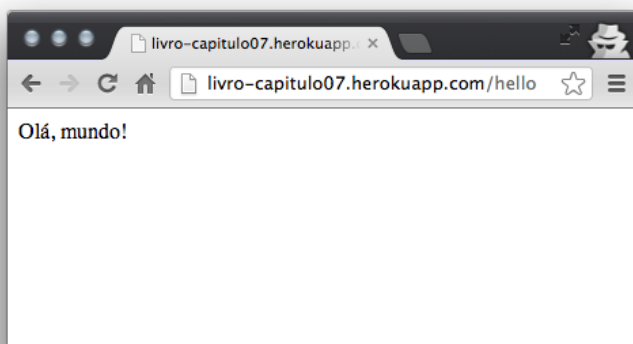 livro-capitulo07.herokuapp.c
livro-capitulo07.herokuapp.com/hello
Olá, mundo!